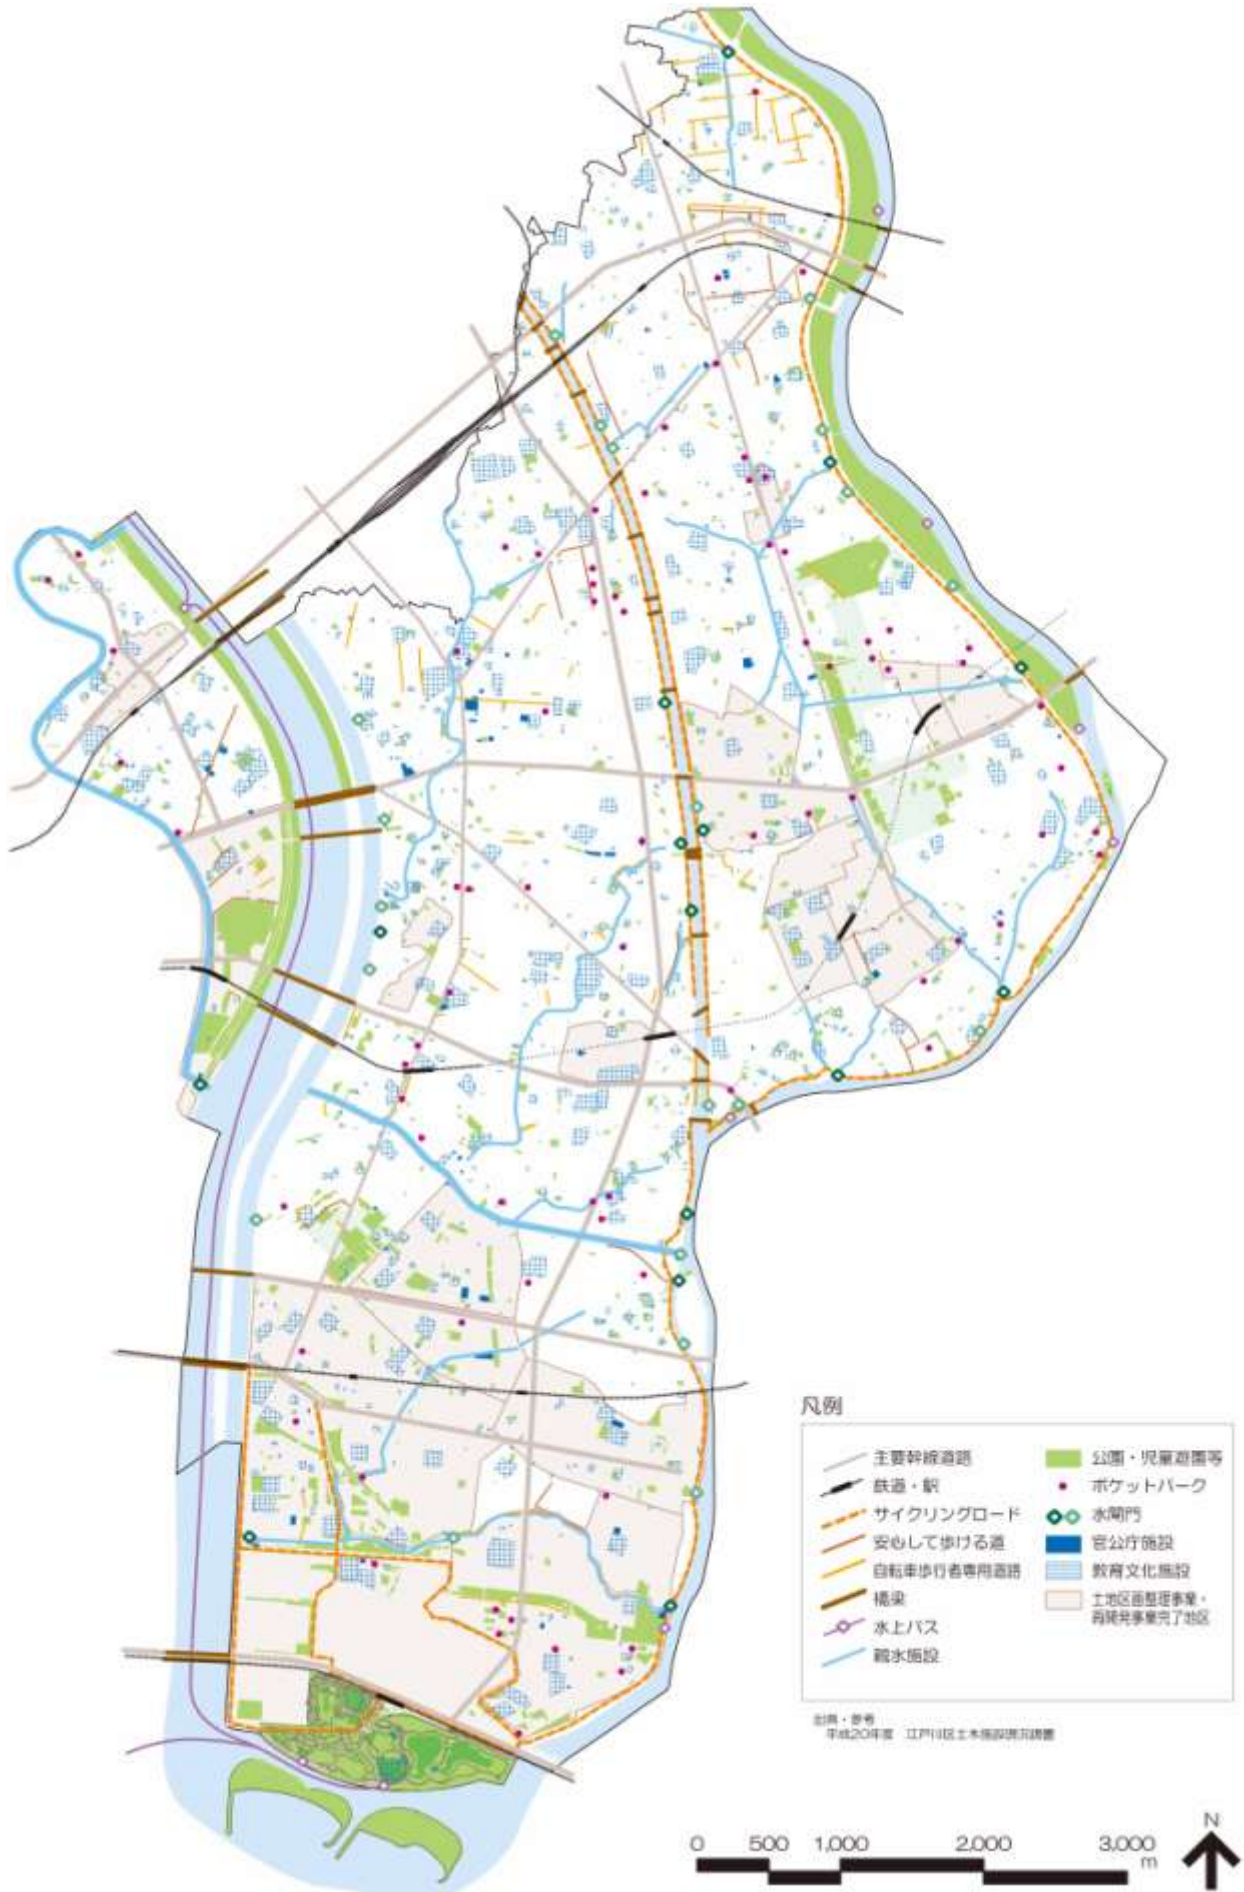 凡例
主要幹線道路
鉄道・駅
サイクリングロード
安心して歩ける道
自転車歩行者専用道路
橋梁
水上バス
親水施設
公園・児童遊園等
ポケットパーク
水閘門
官公庁施設
教育文化施設
土地区画整理事業・
再開発事業完了地区
出典・参考
平成20年度 江戸川区土木施設現況調書
0 500 1,000 2,000 3,000
m
N